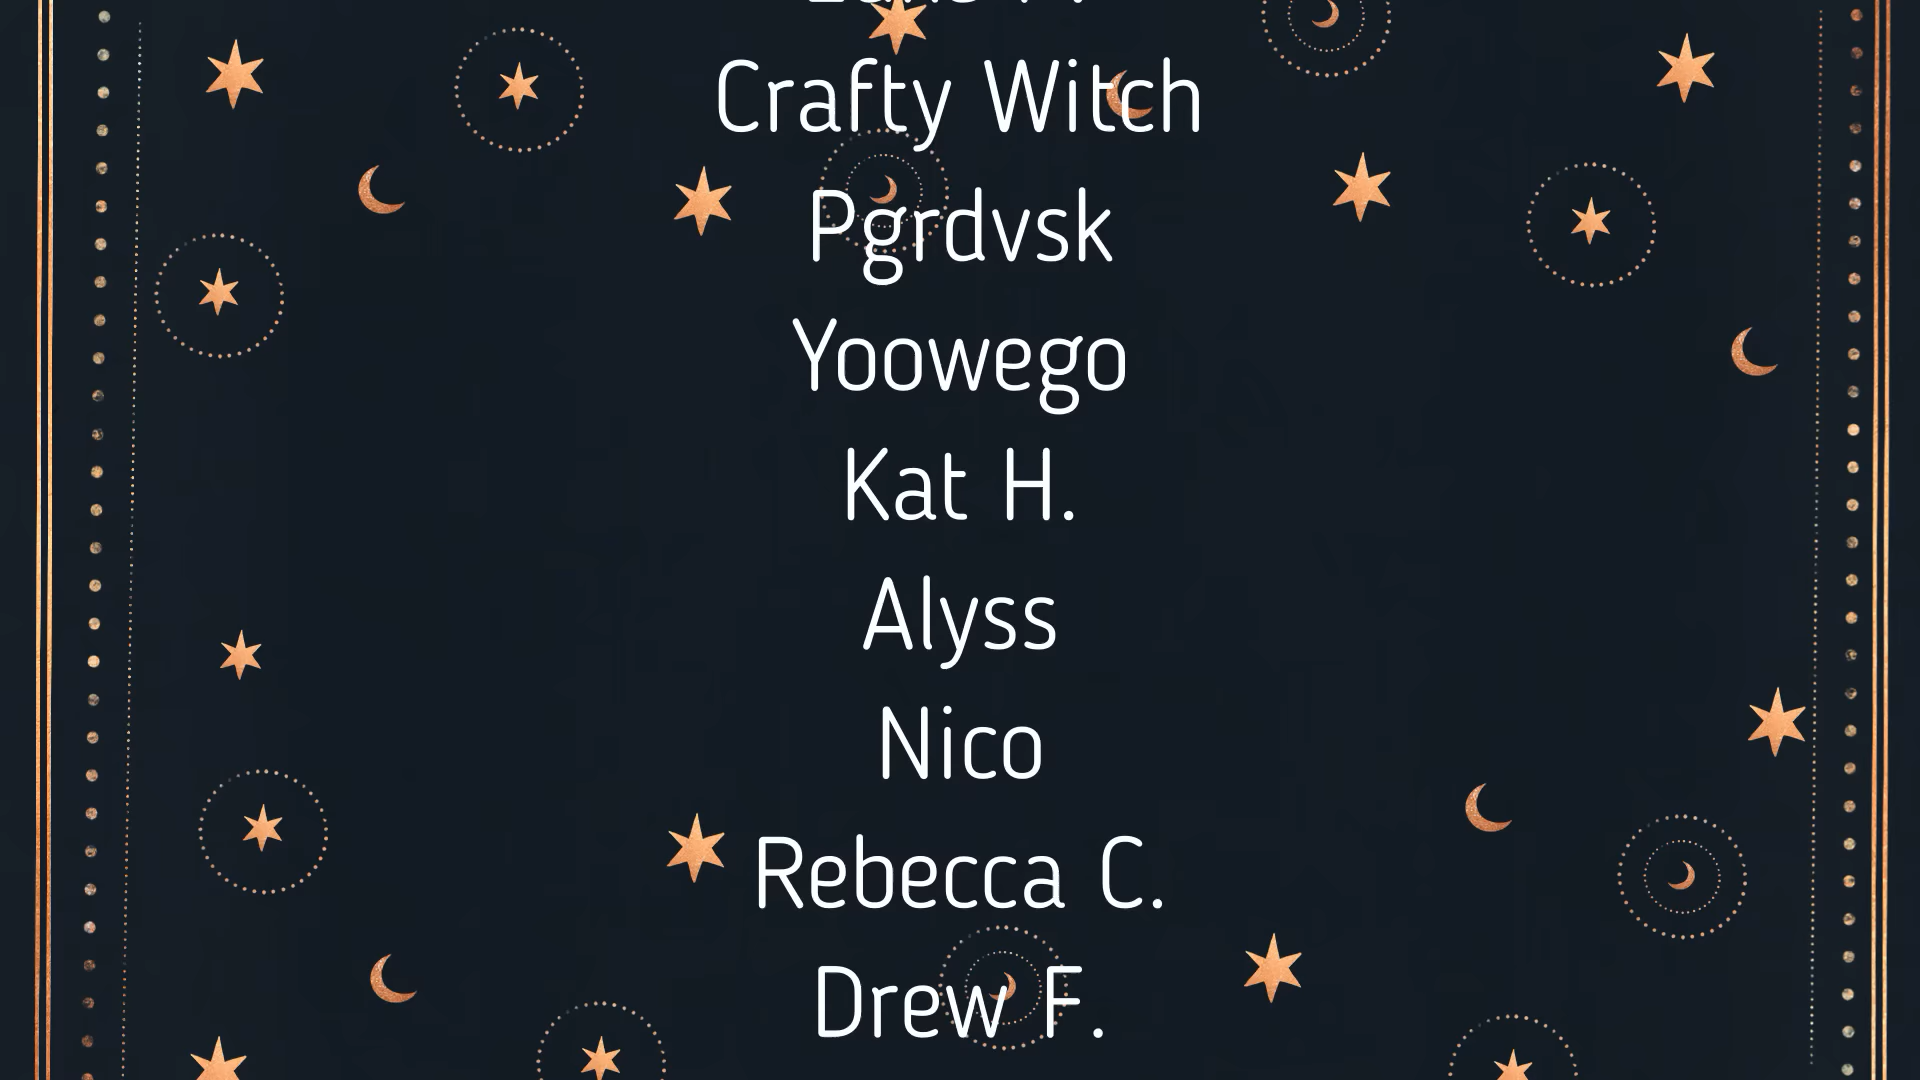 Crafty Witch
Pgrdvsk
Yoowego
Kat H.
Alyss
Nico
Rebecca C.
Drew F.